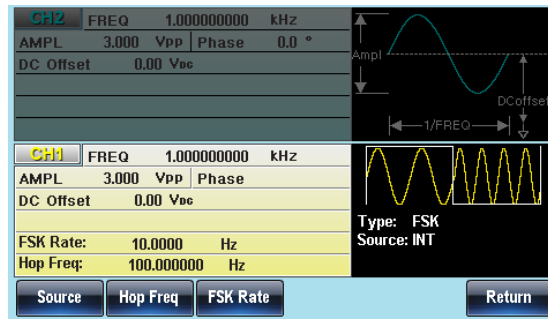 CH2 FREQ 1.000000000 kHz
AMPL 3.000 Vpp Phase 0.0 °
DC Offset 0.00 VDC
Ampl
DCoffset
1/FREQ
CH1 FREQ 1.000000000 kHz
AMPL 3.000 Vpp Phase
DC Offset 0.00 VDC
FSK Rate: 10.0000 Hz
Hop Freq: 100.000000 Hz
Type: FSK
Source: INT
Source Hop Freq FSK Rate Return